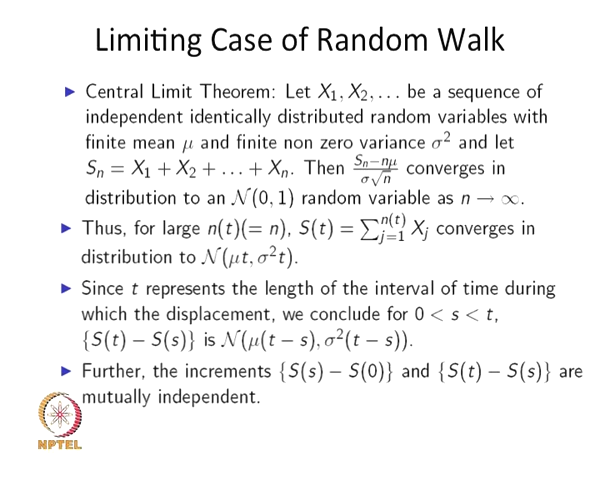 Limiting Case of Random Walk
▶ Central Limit Theorem: Let X₁, X₂, … be a sequence of
independent identically distributed random variables with
finite mean μ and finite non zero variance σ² and let
Sₙ = X₁ + X₂ + … + Xₙ. Then (Sₙ−nμ)/(σ√n) converges in
distribution to an 𝒩(0, 1) random variable as n → ∞.
▶ Thus, for large n(t)(= n), S(t) = ∑ⱼ₌₁ⁿ⁽ᵗ⁾ Xⱼ converges in
distribution to 𝒩(μt, σ²t).
▶ Since t represents the length of the interval of time during
which the displacement, we conclude for 0 < s < t,
{S(t) − S(s)} is 𝒩(μ(t − s), σ²(t − s)).
▶ Further, the increments {S(s) − S(0)} and {S(t) − S(s)} are
mutually independent.
NPTEL